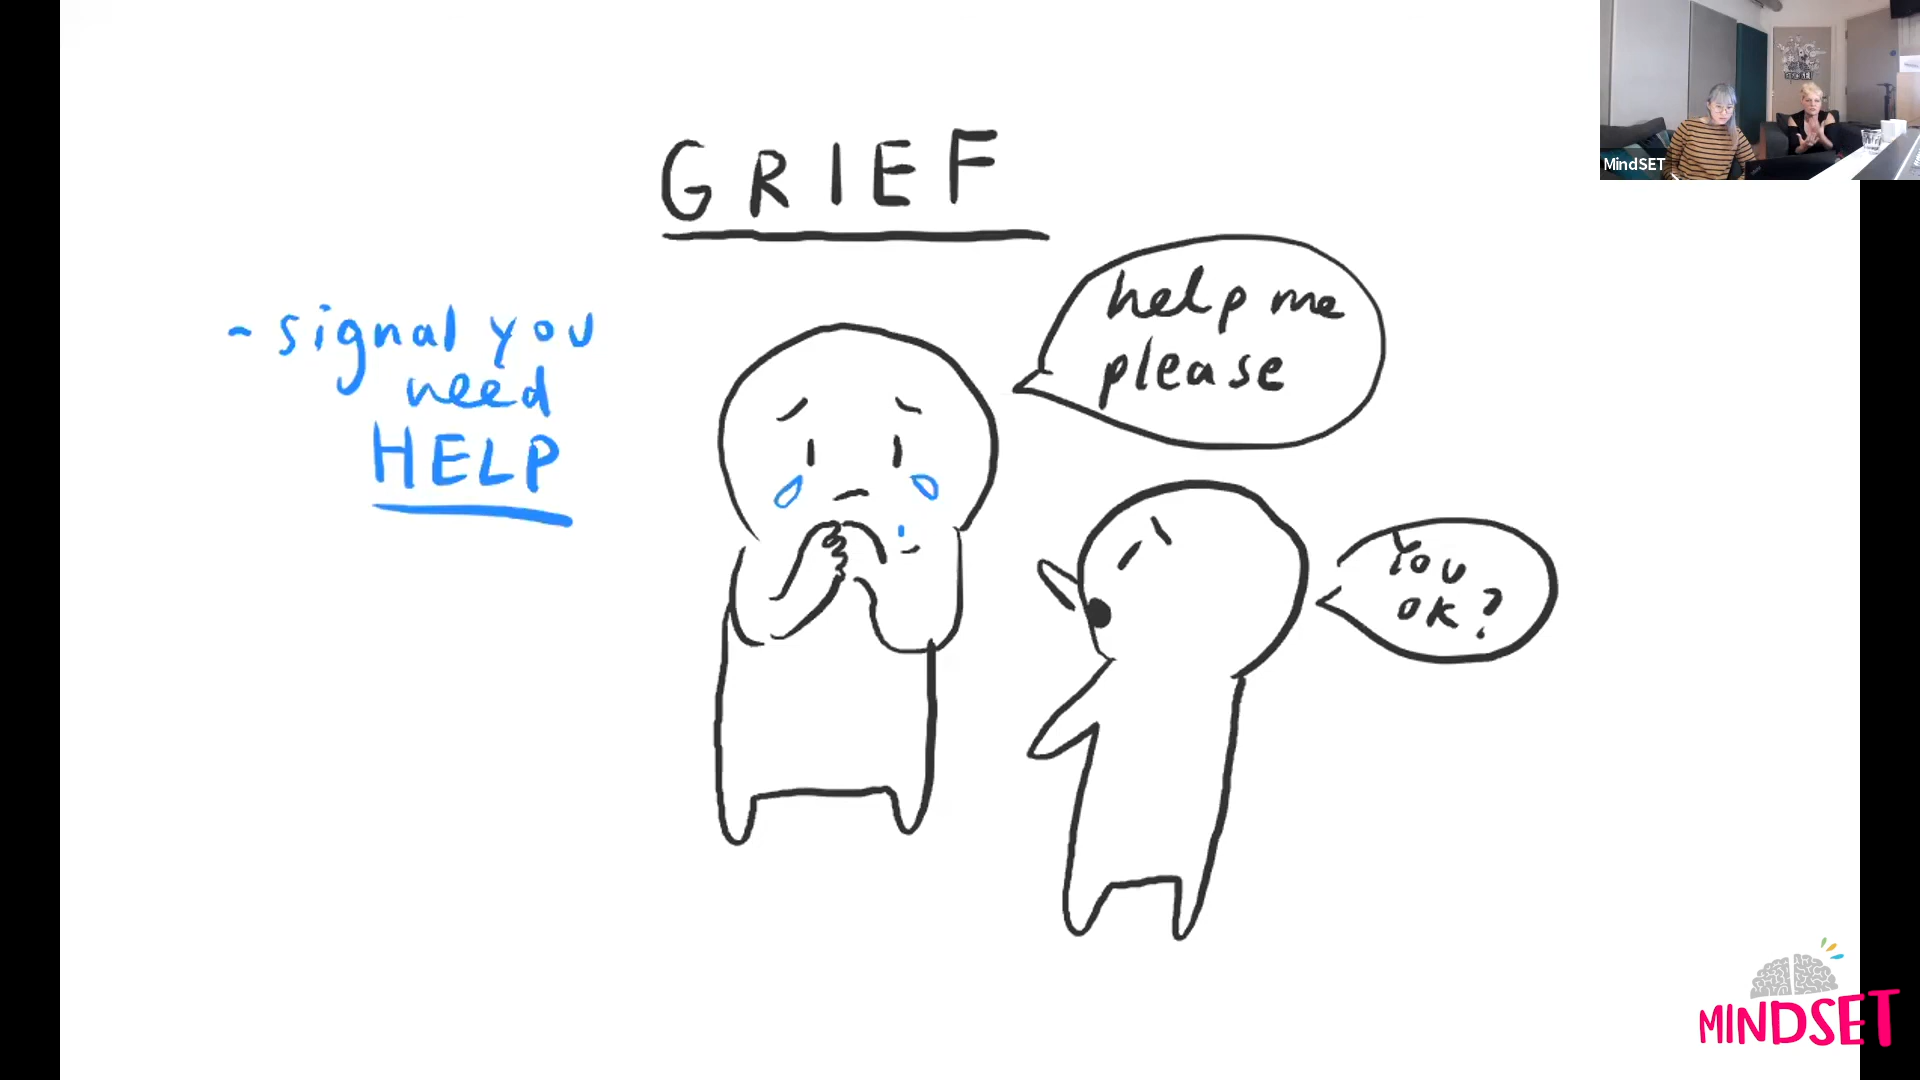 MindSET
GRIEF
- signal you
need
HELP
help me
please
You
OK?
MINDSET